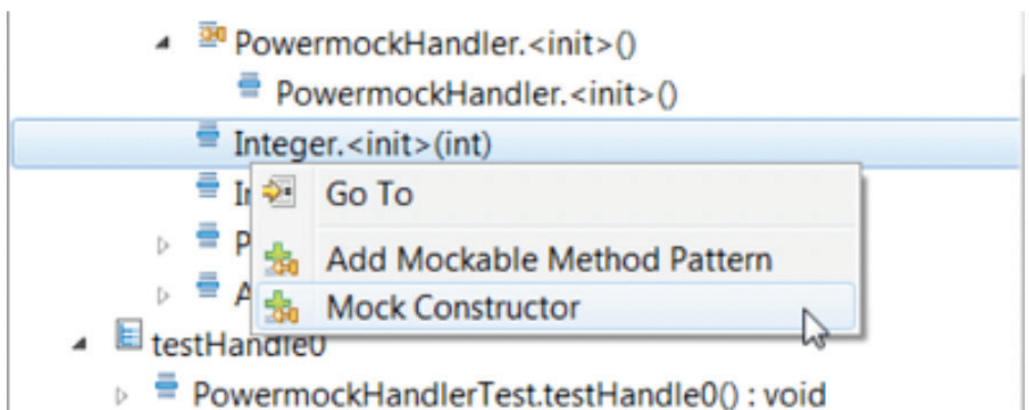 PowermockHandler.<init>()
PowermockHandler.<init>()
Integer.<init>(int)
Go To
Add Mockable Method Pattern
Mock Constructor
testHandle0
PowermockHandlerTest.testHandle0() : void